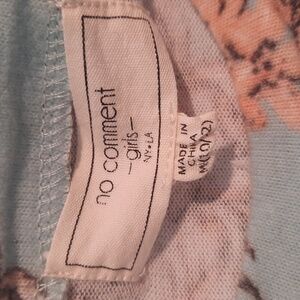 no comment
—girls—
NY•LA
MADE IN
CHINA
M(10/12)